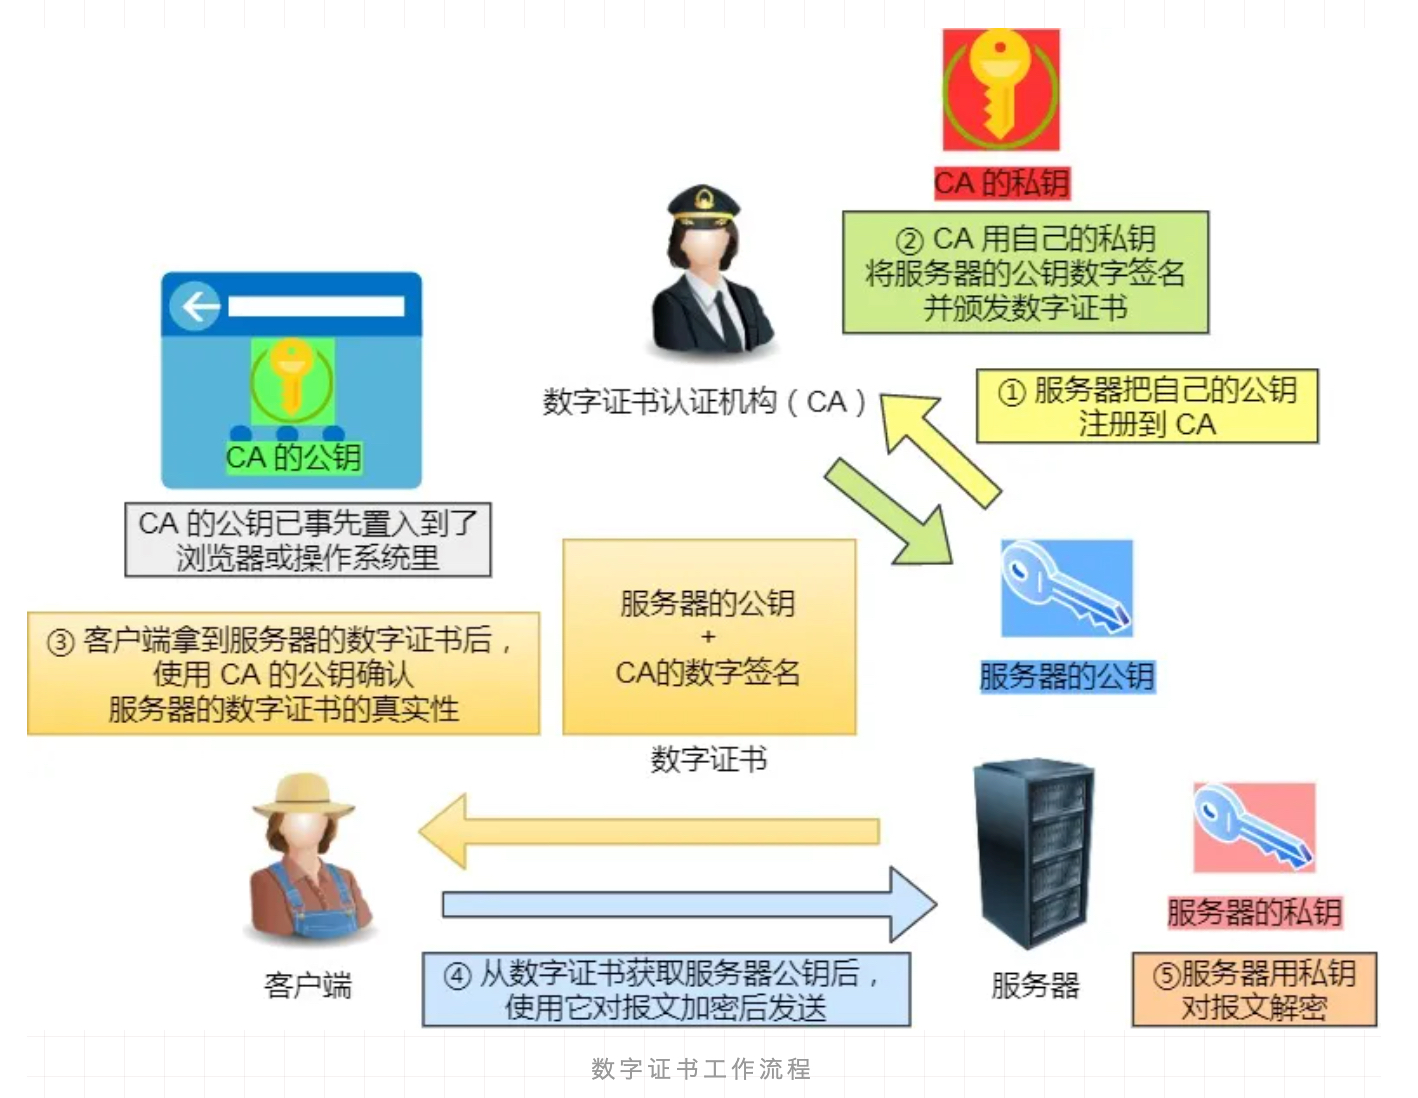 CA 的私钥
② CA 用自己的私钥
将服务器的公钥数字签名
并颁发数字证书
数字证书认证机构（CA）
① 服务器把自己的公钥
注册到 CA
CA 的公钥
CA 的公钥已事先置入到了
浏览器或操作系统里
③ 客户端拿到服务器的数字证书后，
使用 CA 的公钥确认
服务器的数字证书的真实性
服务器的公钥
+
CA的数字签名
数字证书
服务器的公钥
服务器的私钥
客户端
④ 从数字证书获取服务器公钥后，
使用它对报文加密后发送
服务器
⑤服务器用私钥
对报文解密
数字证书工作流程